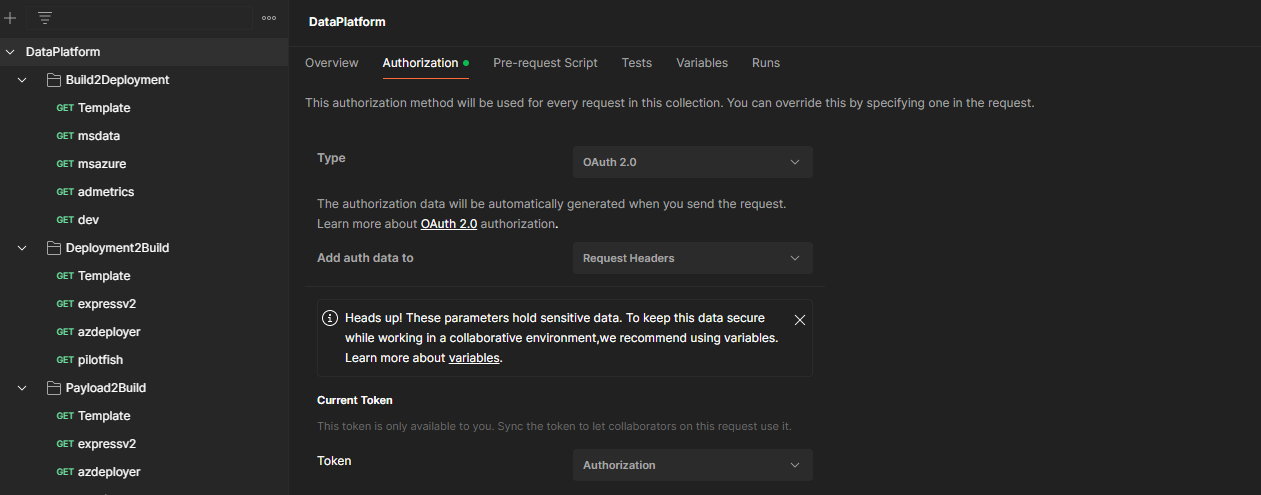 DataPlatform
Build2Deployment
GET Template
GET msdata
GET msazure
GET admetrics
GET dev
Deployment2Build
GET Template
GET expressv2
GET azdeployer
GET pilotfish
Payload2Build
GET Template
GET expressv2
GET azdeployer
DataPlatform
Overview Authorization Pre-request Script Tests Variables Runs
This authorization method will be used for every request in this collection. You can override this by specifying one in the request.
Type OAuth 2.0
The authorization data will be automatically generated when you send the request.
Learn more about OAuth 2.0 authorization.
Add auth data to Request Headers
Heads up! These parameters hold sensitive data. To keep this data secure
while working in a collaborative environment,we recommend using variables.
Learn more about variables.
Current Token
This token is only available to you. Sync the token to let collaborators on this request use it.
Token Authorization